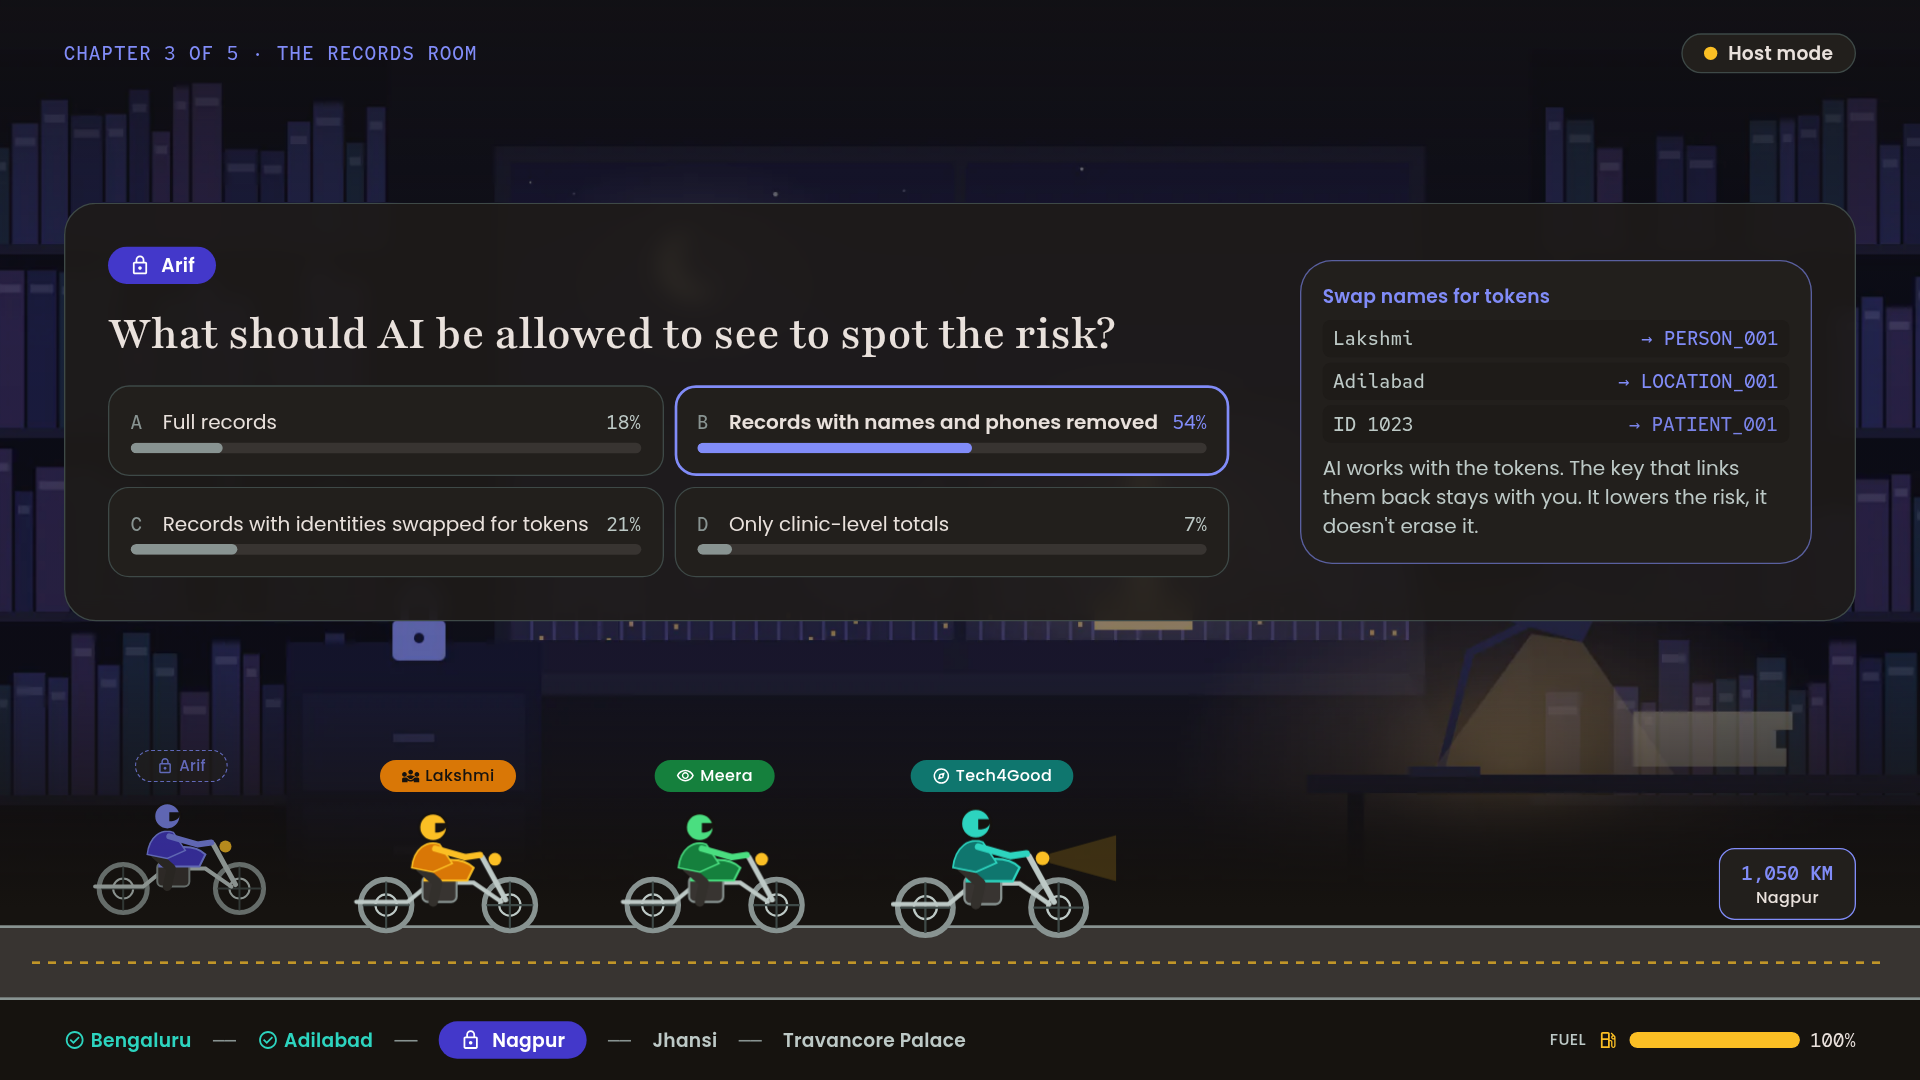 CHAPTER 3 OF 5 · THE RECORDS ROOM
Host mode
Arif
What should AI be allowed to see to spot the risk?
A Full records 18%
B Records with names and phones removed 54%
C Records with identities swapped for tokens 21%
D Only clinic-level totals 7%
Swap names for tokens
Lakshmi → PERSON_001
Adilabad → LOCATION_001
ID 1023 → PATIENT_001
AI works with the tokens. The key that links
them back stays with you. It lowers the risk, it
doesn't erase it.
Arif
Lakshmi
Meera
Tech4Good
1,050 KM
Nagpur
Bengaluru — Adilabad — Nagpur — Jhansi — Travancore Palace
FUEL 100%